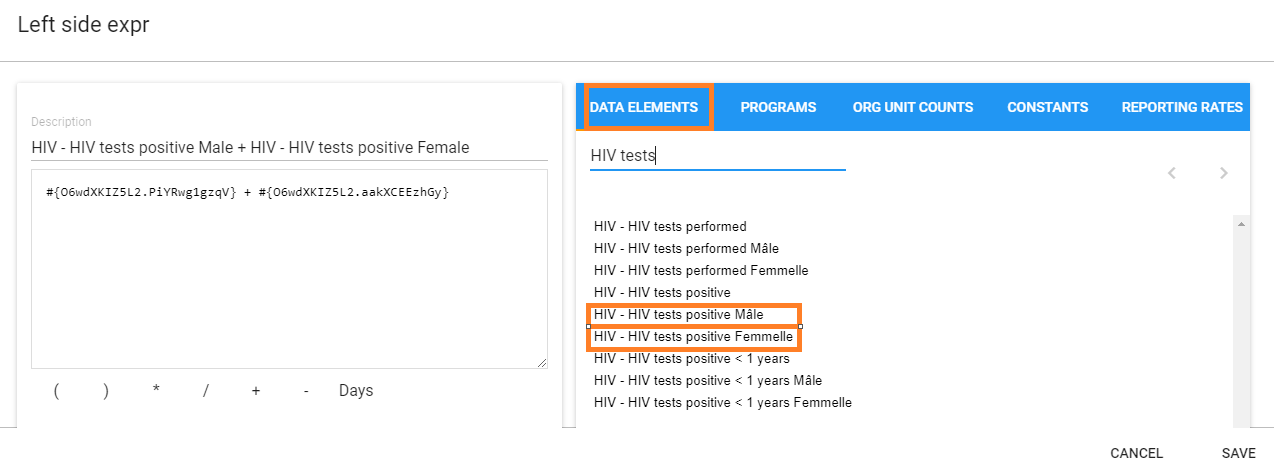 Left side expr
Description
HIV - HIV tests positive Male + HIV - HIV tests positive Female
#{O6wdXKIZ5L2.PiYRwg1gzqV} + #{O6wdXKIZ5L2.aakXCEEzhGy}
( ) * / + - Days
DATA ELEMENTS PROGRAMS ORG UNIT COUNTS CONSTANTS REPORTING RATES
HIV tests
HIV - HIV tests performed
HIV - HIV tests performed Mâle
HIV - HIV tests performed Femmelle
HIV - HIV tests positive
HIV - HIV tests positive Mâle
HIV - HIV tests positive Femmelle
HIV - HIV tests positive < 1 years
HIV - HIV tests positive < 1 years Mâle
HIV - HIV tests positive < 1 years Femmelle
CANCEL SAVE